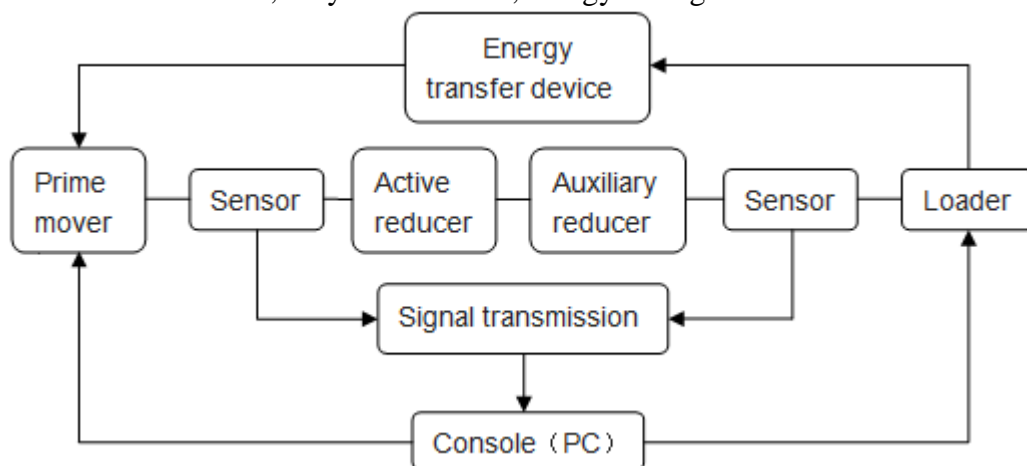 Energy
transfer device
Prime
mover
Sensor
Active
reducer
Auxiliary
reducer
Sensor
Loader
Signal transmission
Console（PC）